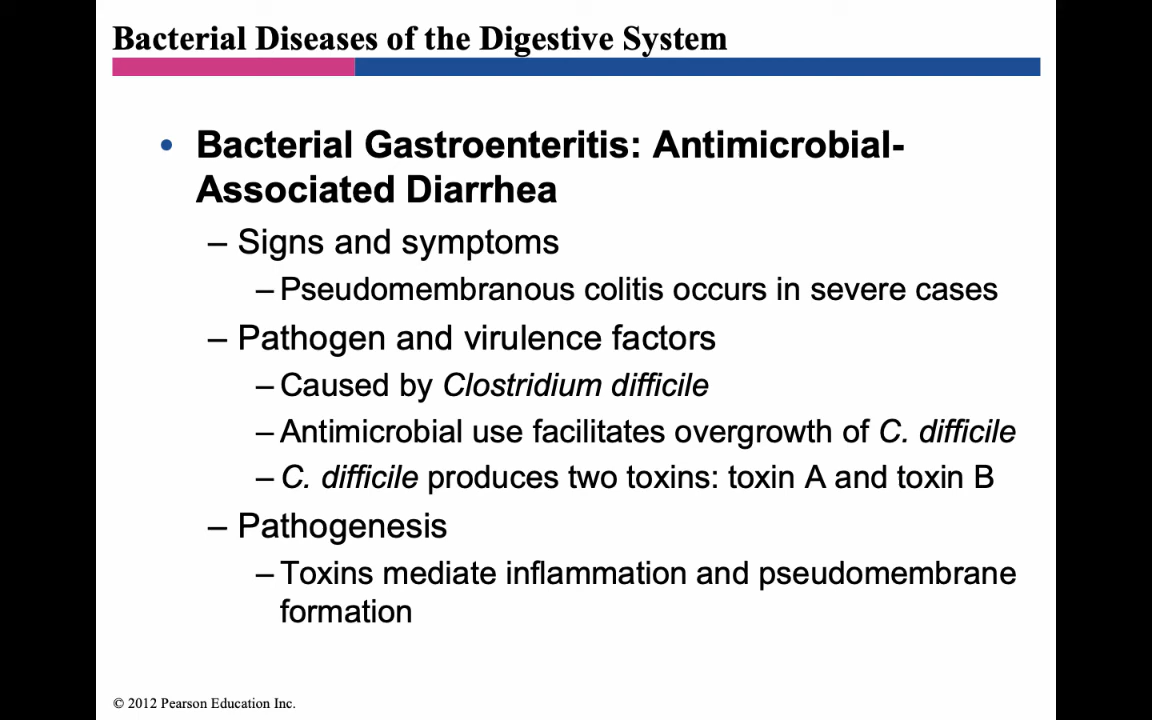 Bacterial Diseases of the Digestive System
• Bacterial Gastroenteritis: Antimicrobial-
Associated Diarrhea
– Signs and symptoms
– Pseudomembranous colitis occurs in severe cases
– Pathogen and virulence factors
– Caused by Clostridium difficile
– Antimicrobial use facilitates overgrowth of C. difficile
– C. difficile produces two toxins: toxin A and toxin B
– Pathogenesis
– Toxins mediate inflammation and pseudomembrane
formation
© 2012 Pearson Education Inc.